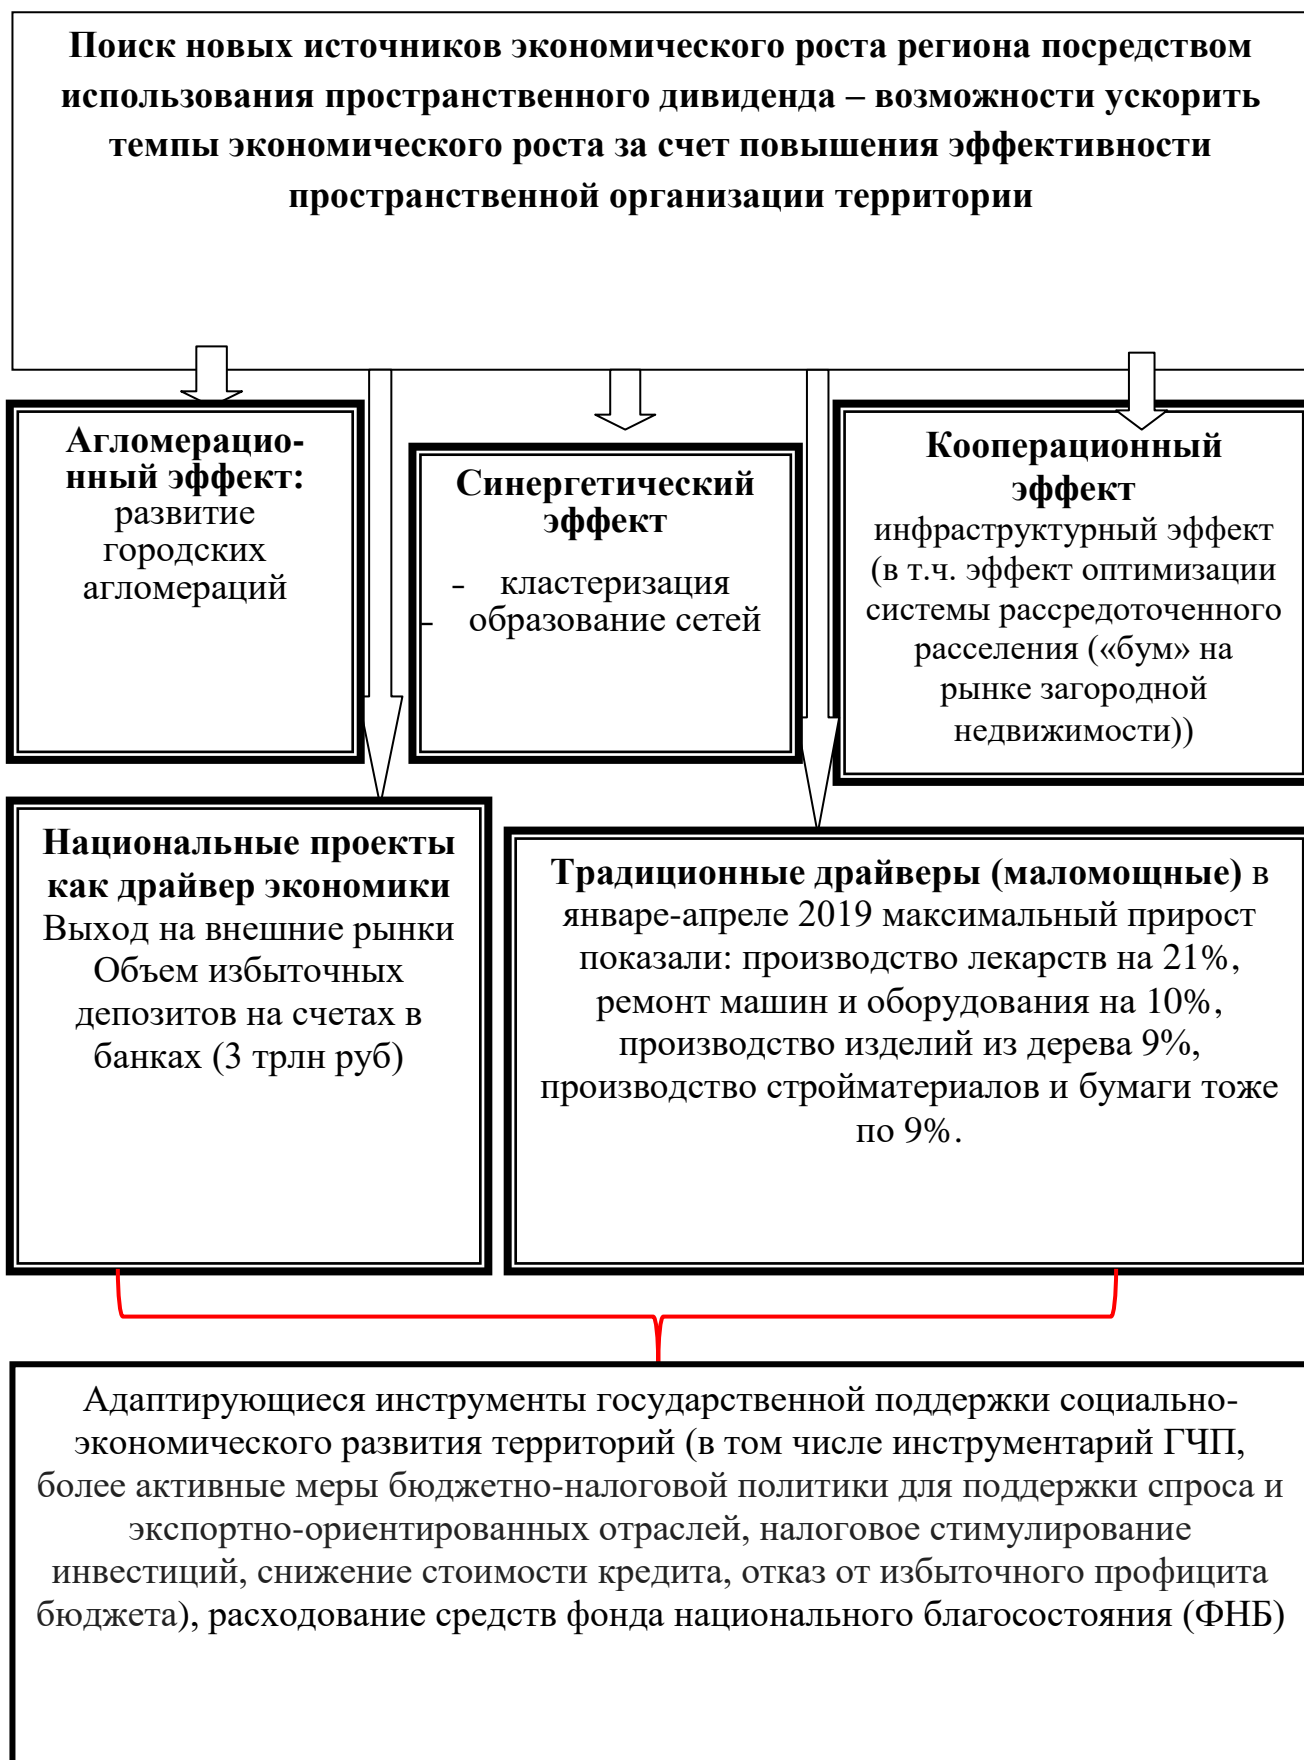 Поиск новых источников экономического роста региона посредством
использования пространственного дивиденда – возможности ускорить
темпы экономического роста за счет повышения эффективности
пространственной организации территории
Агломерацио-
нный эффект:
развитие
городских
агломераций
Синергетический
эффект
- кластеризация
- образование сетей
Кооперационный
эффект
инфраструктурный эффект
(в т.ч. эффект оптимизации
системы рассредоточенного
расселения («бум» на
рынке загородной
недвижимости))
Национальные проекты
как драйвер экономики
Выход на внешние рынки
Объем избыточных
депозитов на счетах в
банках (3 трлн руб)
Традиционные драйверы (маломощные) в
январе-апреле 2019 максимальный прирост
показали: производство лекарств на 21%,
ремонт машин и оборудования на 10%,
производство изделий из дерева 9%,
производство стройматериалов и бумаги тоже
по 9%.
Адаптирующиеся инструменты государственной поддержки социально-
экономического развития территорий (в том числе инструментарий ГЧП,
более активные меры бюджетно-налоговой политики для поддержки спроса и
экспортно-ориентированных отраслей, налоговое стимулирование
инвестиций, снижение стоимости кредита, отказ от избыточного профицита
бюджета), расходование средств фонда национального благосостояния (ФНБ)